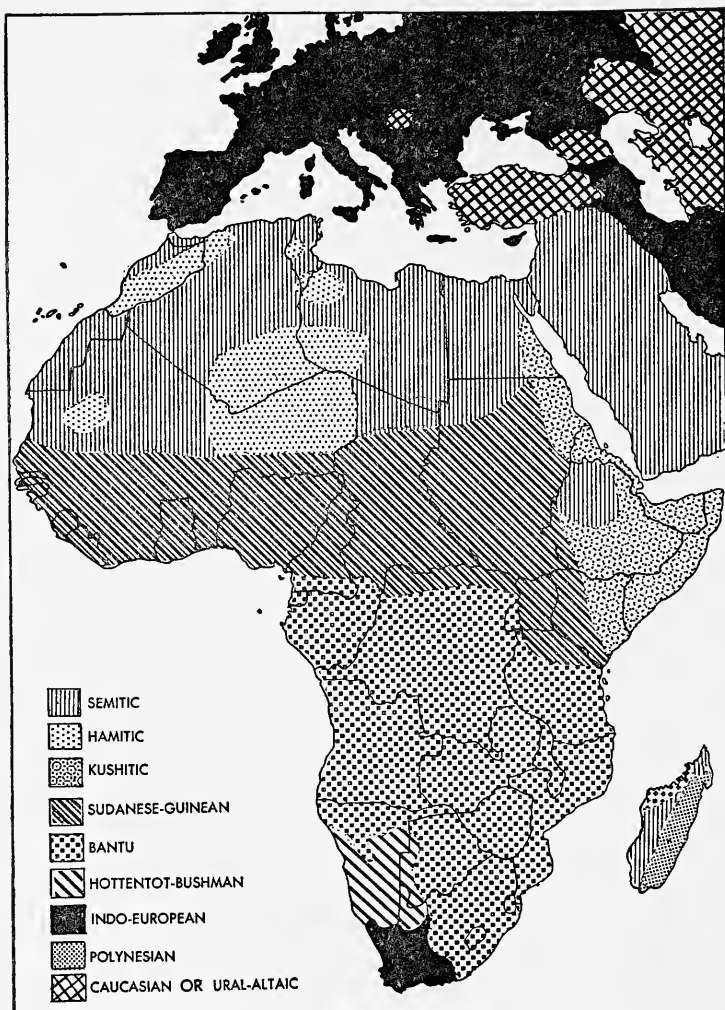 SEMITIC
HAMITIC
KUSHITIC
SUDANESE-GUINEAN
BANTU
HOTTENTOT-BUSHMAN
INDO-EUROPEAN
POLYNESIAN
CAUCASIAN OR URAL-ALTAIC